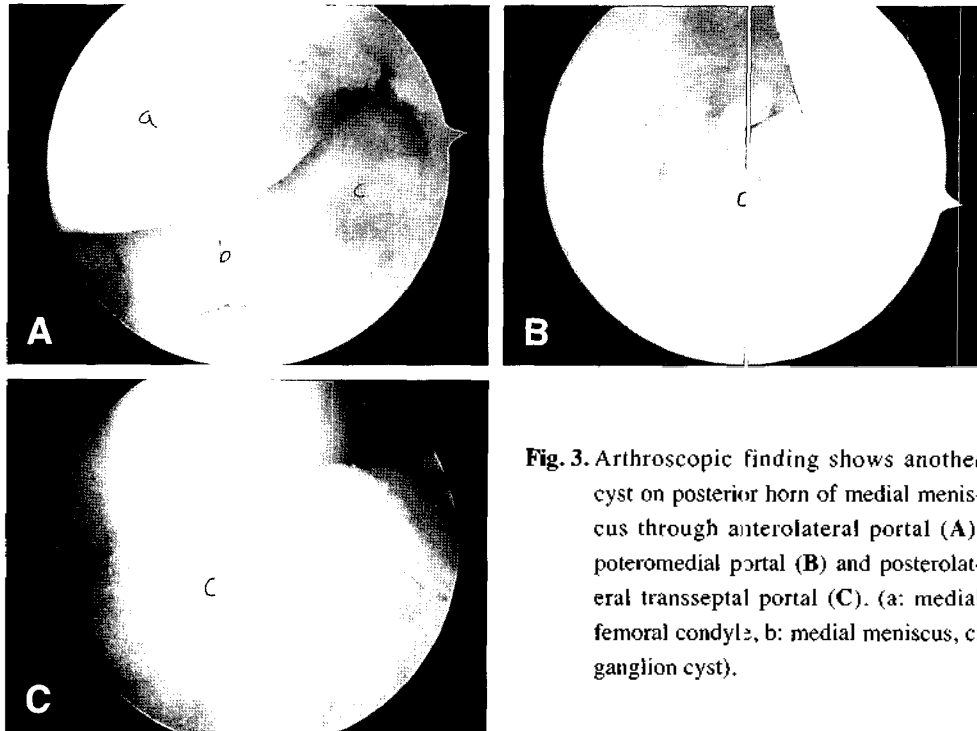 a
c
b
A
c
B
c
C
Fig. 3. Arthroscopic finding shows another
cyst on posterior horn of medial menis-
cus through anterolateral portal (A)
poteromedial portal (B) and posterolat-
eral transseptal portal (C). (a: medial
femoral condyle, b: medial meniscus, c
ganglion cyst).